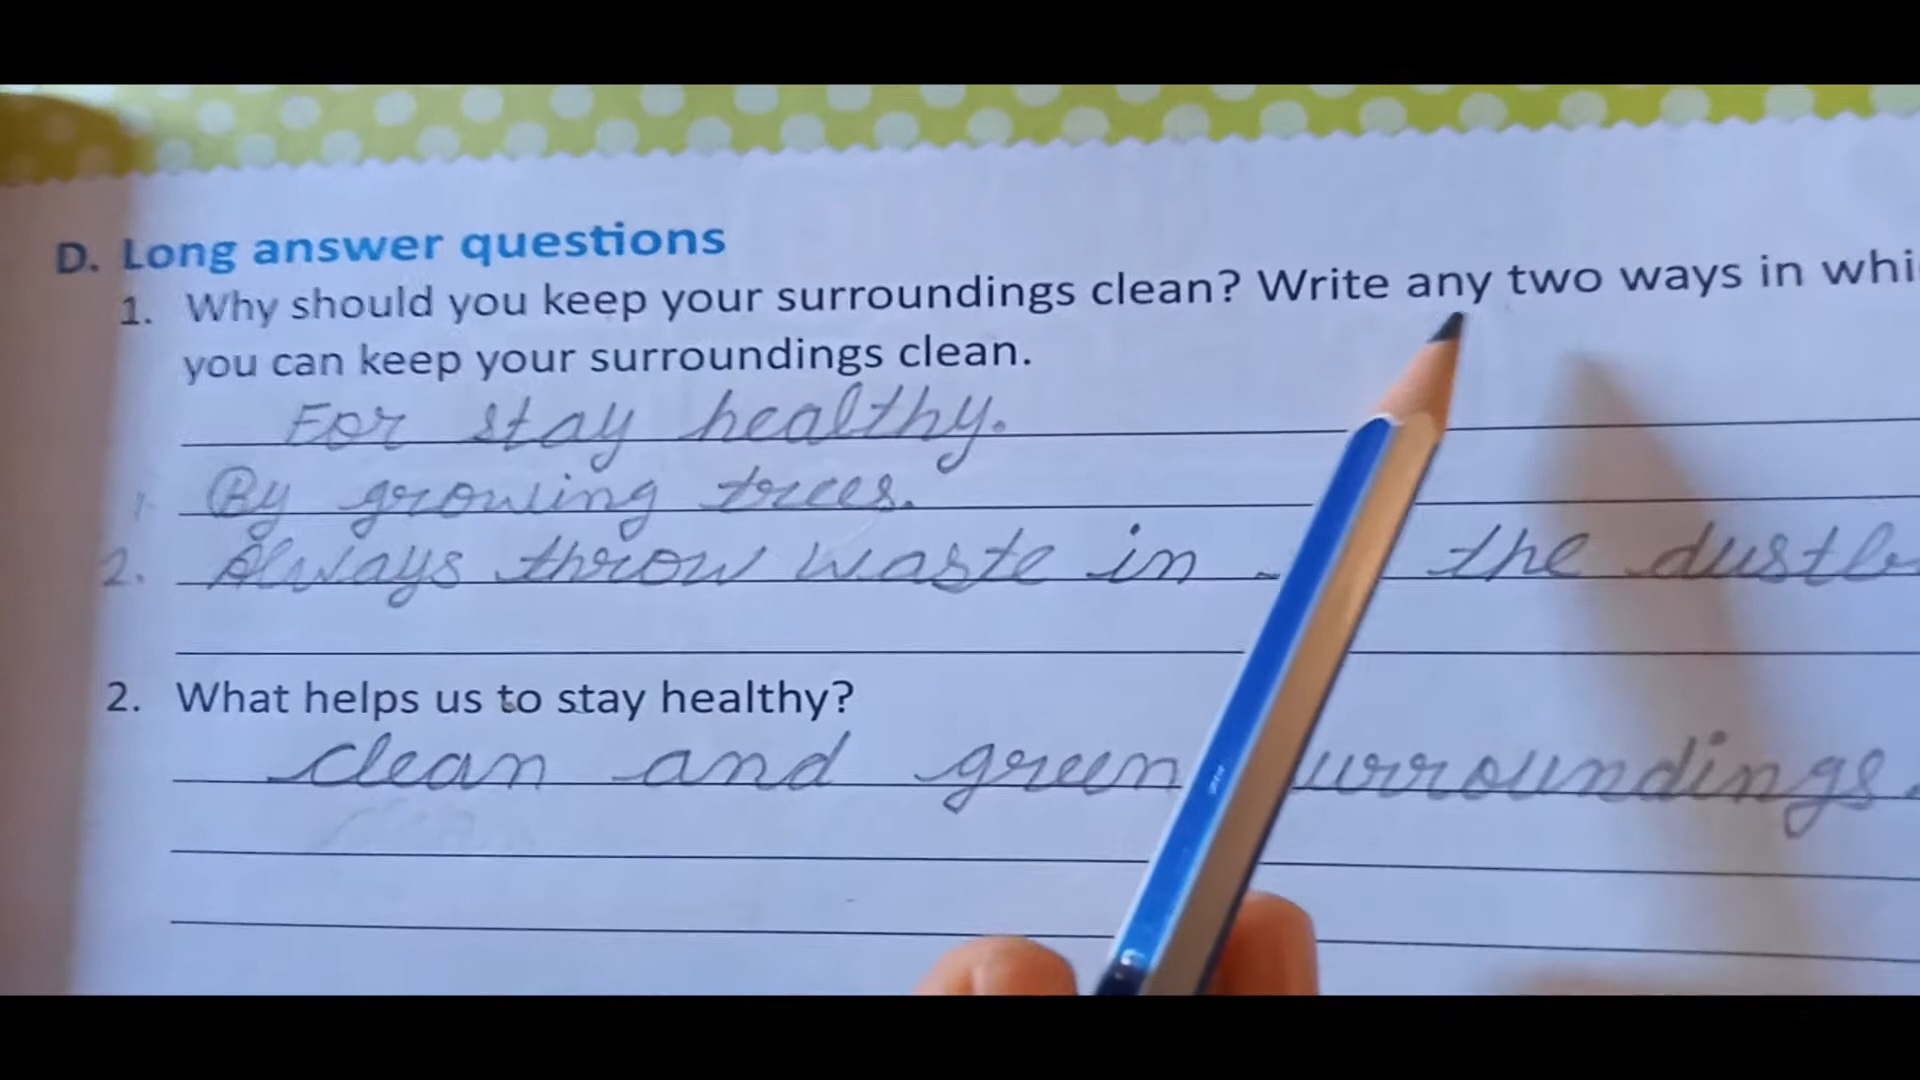 D. Long answer questions
1. Why should you keep your surroundings clean? Write any two ways in whi
you can keep your surroundings clean.
For stay healthy.
1. By growing trees.
2. Always throw waste in the dustb
2. What helps us to stay healthy?
clean and green urroundings.